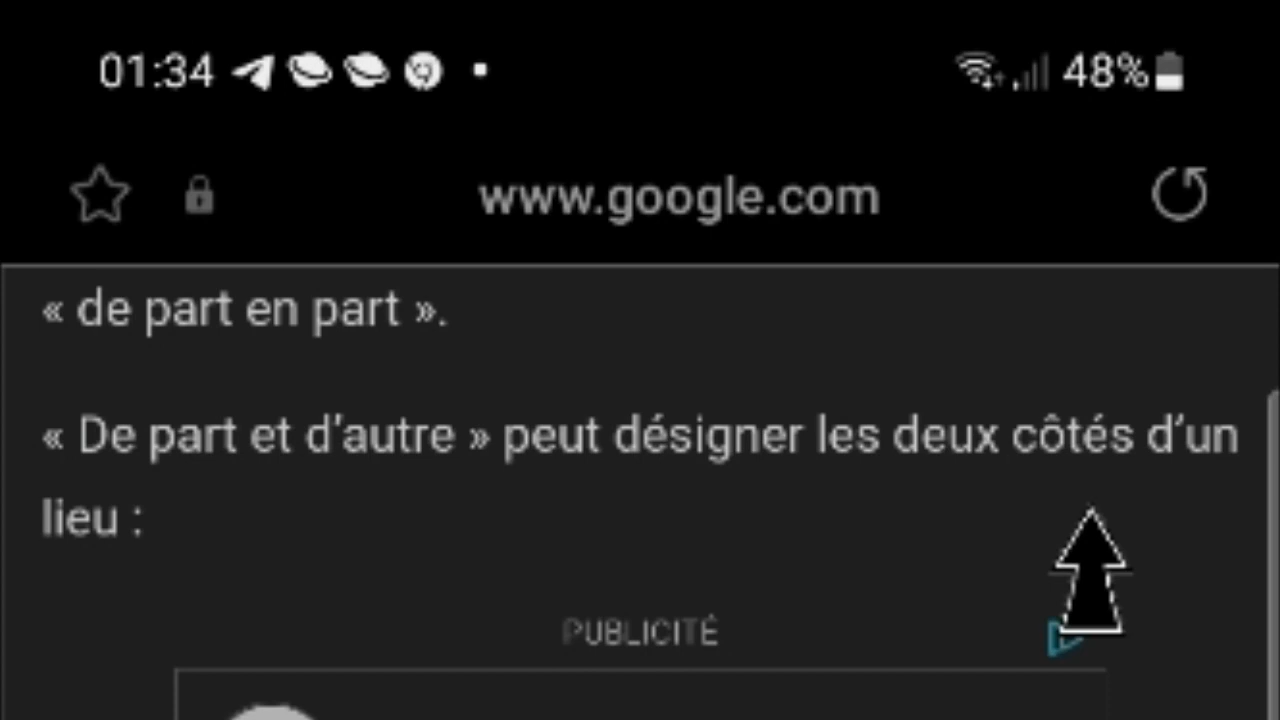 01:34 48%
www.google.com
« de part en part ».
« De part et d’autre » peut désigner les deux côtés d’un
lieu :
PUBLICITÉ